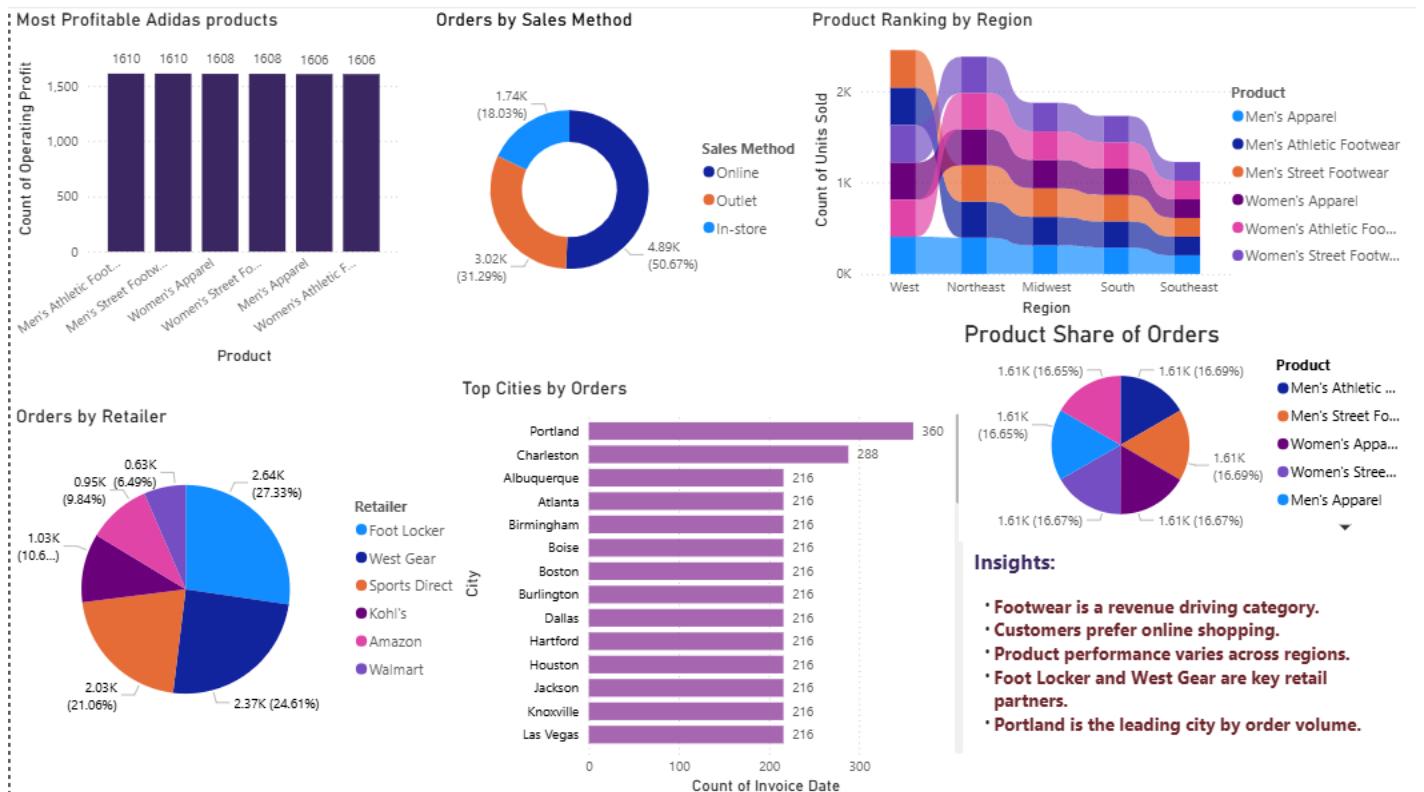 Most Profitable Adidas products
Count of Operating Profit
1,500
1,000
500
0
1610
1610
1608
1608
1606
1606
Men's Athletic Foot...
Men's Street Footw...
Women's Apparel
Women's Street Fo...
Men's Apparel
Women's Athletic F...
Product
Orders by Sales Method
1.74K
(18.03%)
3.02K
(31.29%)
4.89K
(50.67%)
Sales Method
Online
Outlet
In-store
Product Ranking by Region
Count of Units Sold
2K
1K
0K
West
Northeast
Midwest
South
Southeast
Region
Product
Men's Apparel
Men's Athletic Footwear
Men's Street Footwear
Women's Apparel
Women's Athletic Foo...
Women's Street Footw...
Orders by Retailer
0.63K
(6.49%)
0.95K
(9.84%)
1.03K
(10.6...)
2.03K
(21.06%)
2.37K (24.61%)
2.64K
(27.33%)
Retailer
Foot Locker
West Gear
Sports Direct
Kohl's
Amazon
Walmart
Top Cities by Orders
City
Portland 360
Charleston 288
Albuquerque 216
Atlanta 216
Birmingham 216
Boise 216
Boston 216
Burlington 216
Dallas 216
Hartford 216
Houston 216
Jackson 216
Knoxville 216
Las Vegas 216
0 100 200 300
Count of Invoice Date
Product Share of Orders
1.61K (16.65%)
1.61K (16.69%)
1.61K
(16.65%)
1.61K
(16.69%)
1.61K (16.67%)
1.61K (16.67%)
Product
Men's Athletic ...
Men's Street Fo...
Women's Appa...
Women's Stree...
Men's Apparel
Insights:
• Footwear is a revenue driving category.
• Customers prefer online shopping.
• Product performance varies across regions.
• Foot Locker and West Gear are key retail
partners.
• Portland is the leading city by order volume.